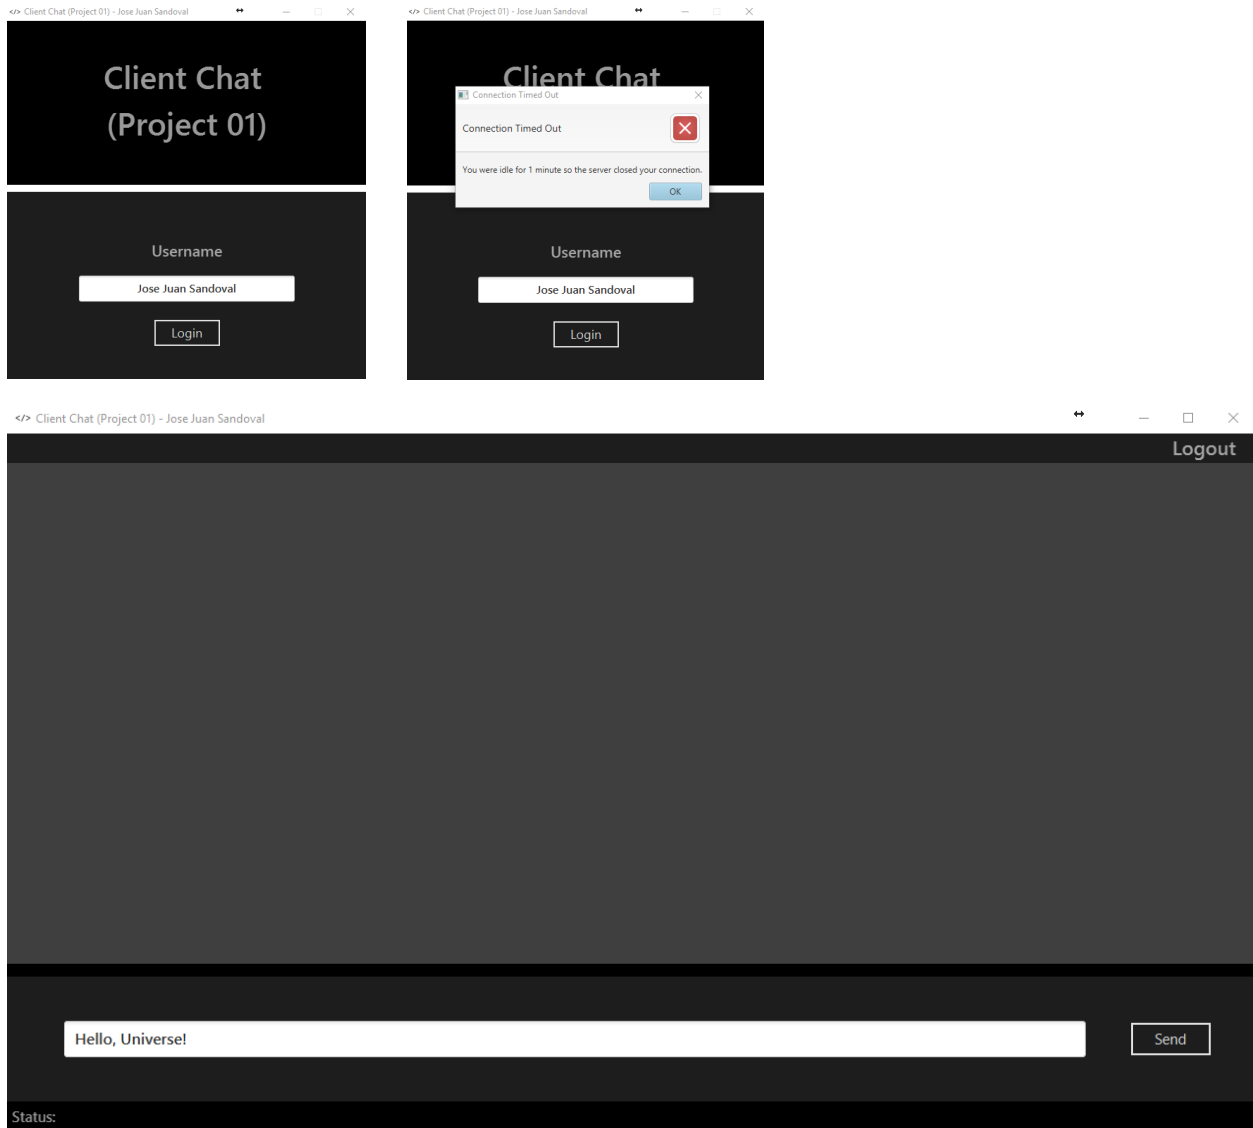 </> Client Chat (Project 01) - Jose Juan Sandoval
Client Chat
(Project 01)
Username
Jose Juan Sandoval
Login
</> Client Chat (Project 01) - Jose Juan Sandoval
Client Chat
Connection Timed Out
Connection Timed Out
You were idle for 1 minute so the server closed your connection.
OK
Username
Jose Juan Sandoval
Login
</> Client Chat (Project 01) - Jose Juan Sandoval
Logout
Hello, Universe!
Send
Status: